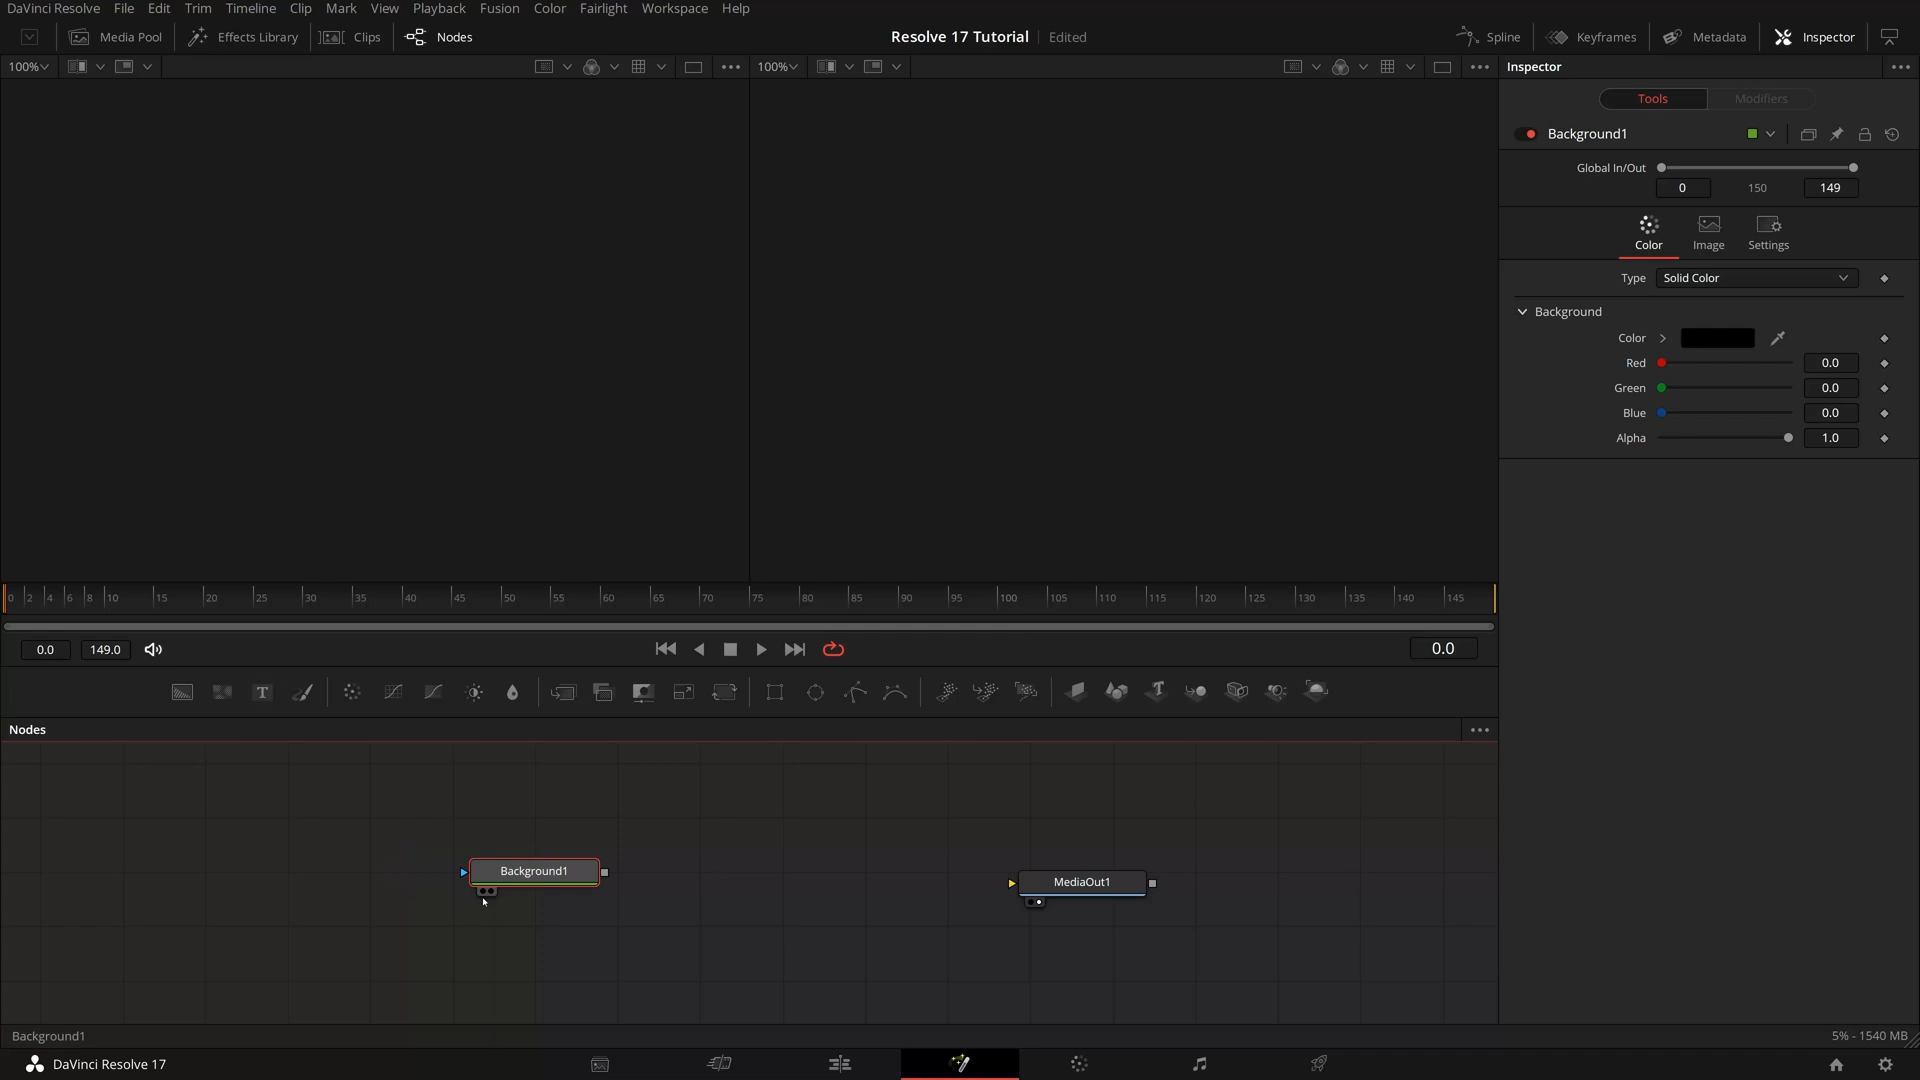 DaVinci Resolve File Edit Trim Timeline Clip Mark View Playback Fusion Color Fairlight Workspace Help
Media Pool Effects Library Clips Nodes Resolve 17 Tutorial Edited Spline Keyframes Metadata Inspector
100% 100% Inspector
Tools Modifiers
Background1
Global In/Out
0 150 149
Color Image Settings
Type Solid Color
Background
Color
Red 0.0
Green 0.0
Blue 0.0
Alpha 1.0
0 2 4 6 8 10 15 20 25 30 35 40 45 50 55 60 65 70 75 80 85 90 95 100 105 110 115 120 125 130 135 140 145
0.0 149.0 0.0
T T
Nodes
Background1
MediaOut1
Background1 5% - 1540 MB
DaVinci Resolve 17